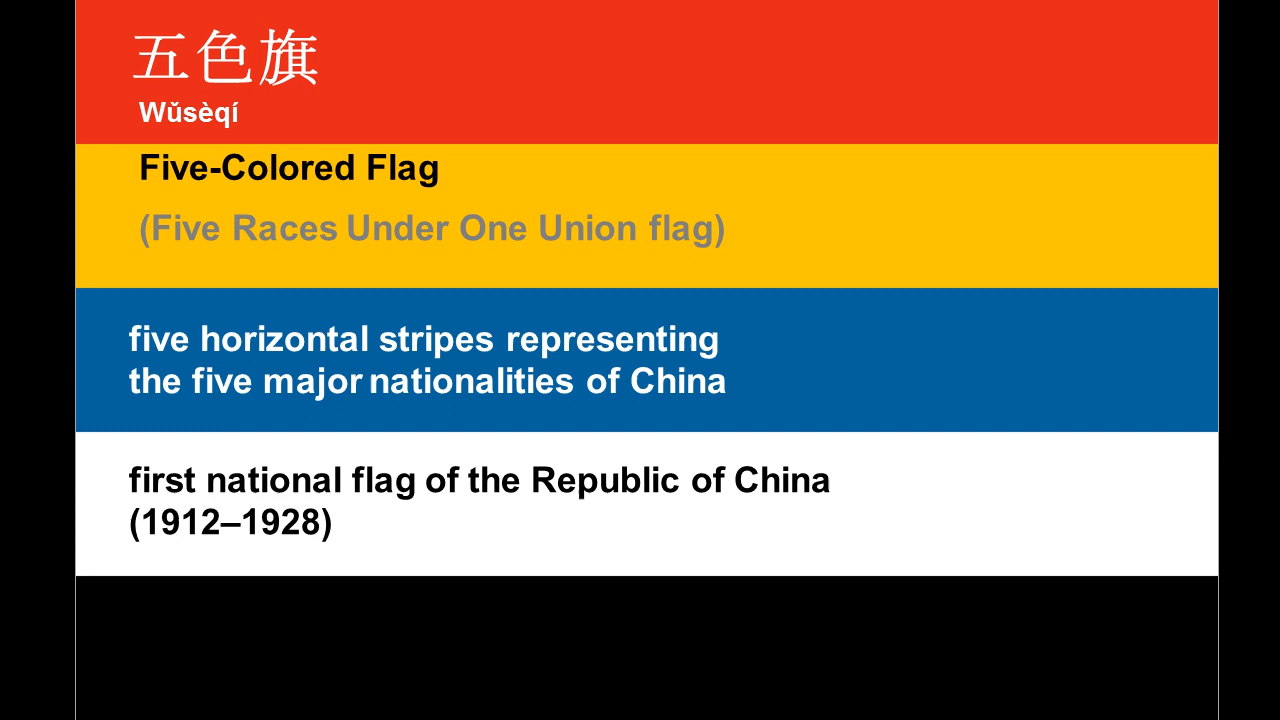 五色旗
Wǔsèqí
Five-Colored Flag
(Five Races Under One Union flag)
five horizontal stripes representing
the five major nationalities of China
first national flag of the Republic of China
(1912–1928)